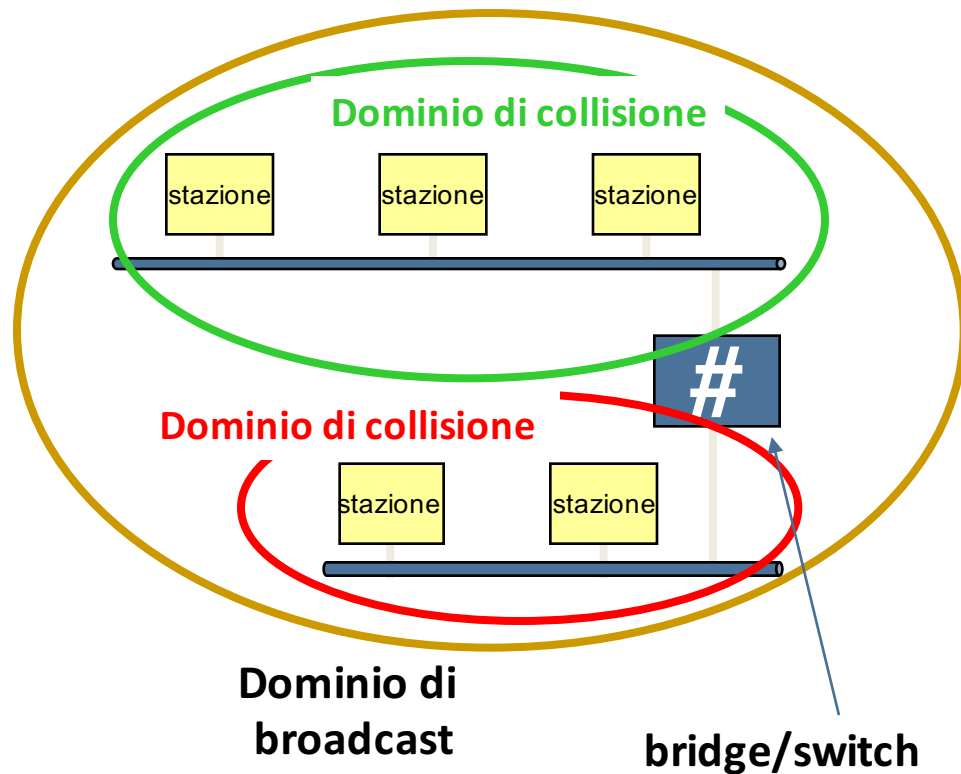 Dominio di collisione
stazione
stazione
stazione
#
Dominio di collisione
stazione
stazione
Dominio di
broadcast
bridge/switch